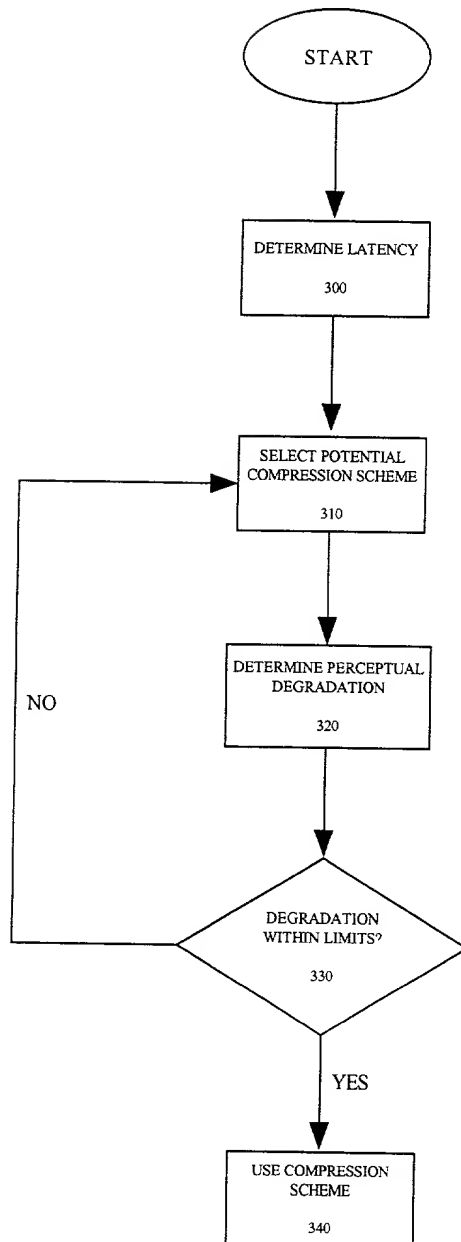 START
DETERMINE LATENCY
300
SELECT POTENTIAL
COMPRESSION SCHEME
310
DETERMINE PERCEPTUAL
DEGRADATION
320
NO
DEGRADATION
WITHIN LIMITS?
330
YES
USE COMPRESSION
SCHEME
340